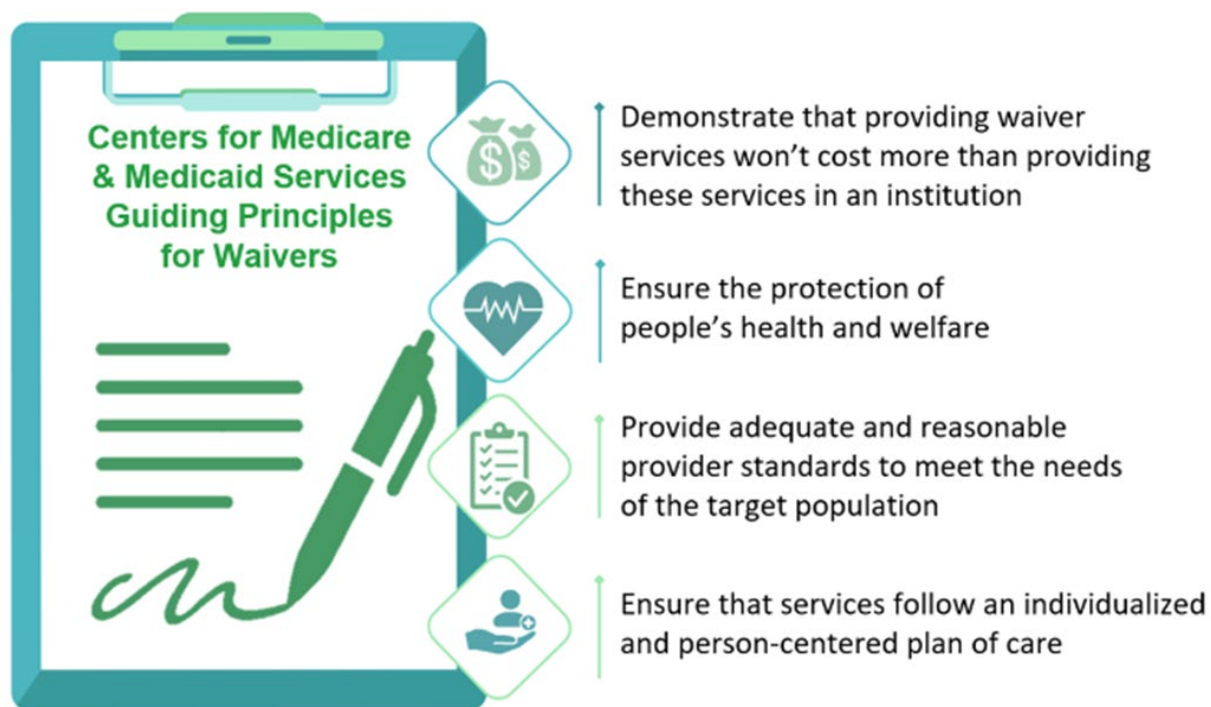 Centers for Medicare
& Medicaid Services
Guiding Principles
for Waivers
$ $
Demonstrate that providing waiver
services won’t cost more than providing
these services in an institution
Ensure the protection of
people’s health and welfare
Provide adequate and reasonable
provider standards to meet the needs
of the target population
Ensure that services follow an individualized
and person-centered plan of care